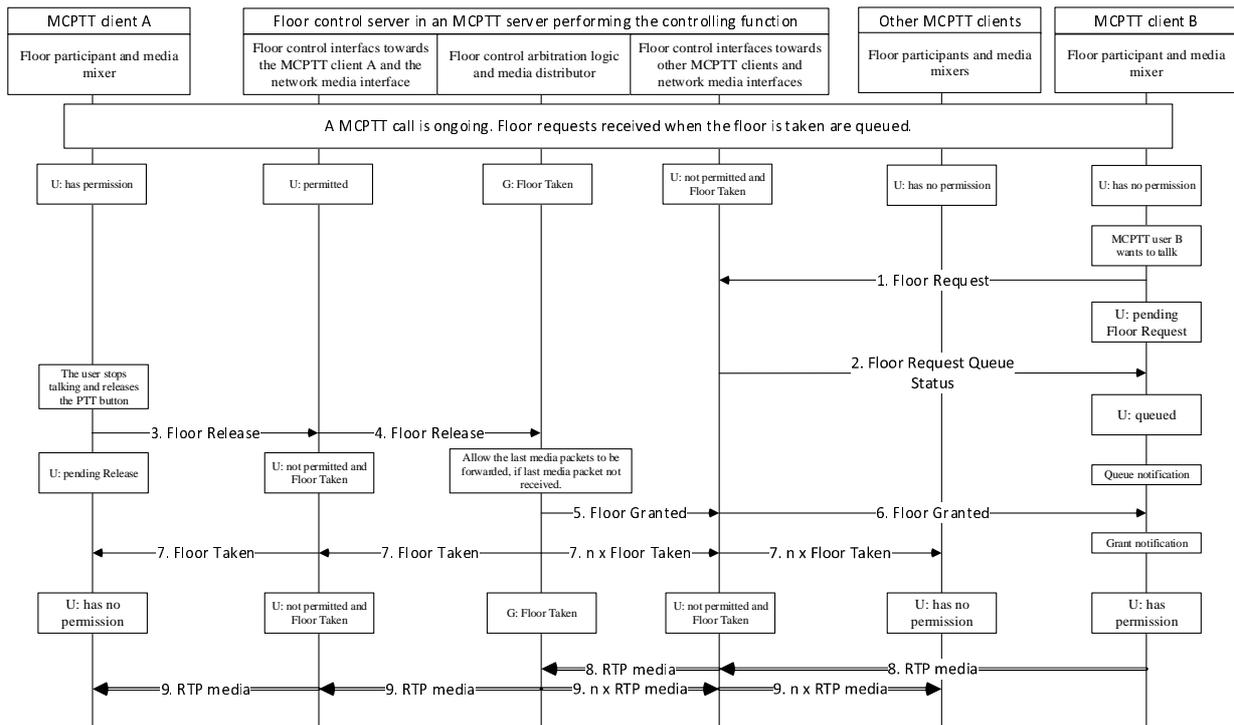 MCPTT client A
Floor control server in an MCPTT server performing the controlling function
Other MCPTT clients
MCPTT client B
Floor participant and media
mixer
Floor control interfacs towards
the MCPTT client A and the
network media interface
Floor control arbitration logic
and media distributor
Floor control interfaces towards
other MCPTT clients and
network media interfaces
Floor participants and media
mixers
Floor participant and media
mixer
A MCPTT call is ongoing. Floor requests received when the floor is taken are queued.
U: has permission
U: permitted
G: Floor Taken
U: not permitted and
Floor Taken
U: has no permission
U: has no permission
MCPTT user B
wants to tallk
1. Floor Request
U: pending
Floor Request
2. Floor Request Queue
Status
The user stops
talking and releases
the PTT button
U: queued
3. Floor Release
4. Floor Release
U: pending Release
U: not permitted and
Floor Taken
Allow the last media packets to be
forwarded, if last media packet not
received.
Queue notification
5. Floor Granted
6. Floor Granted
7. Floor Taken
7. Floor Taken
7. n x Floor Taken
7. n x Floor Taken
Grant notification
U: has no
permission
U: not permitted and
Floor Taken
G: Floor Taken
U: not permitted and
Floor Taken
U: has no
permission
U: has
permission
8. RTP media
8. RTP media
9. RTP media
9. RTP media
9. n x RTP media
9. n x RTP media